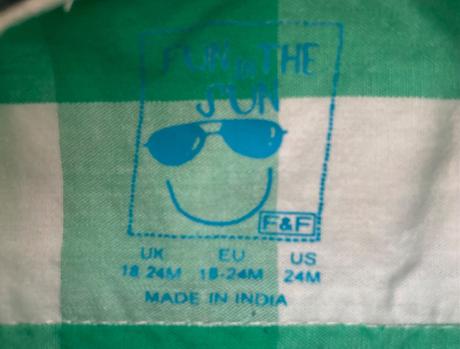 FUN IN THE
SUN
F&F
UK EU US
18 24M 18-24M 24M
MADE IN INDIA